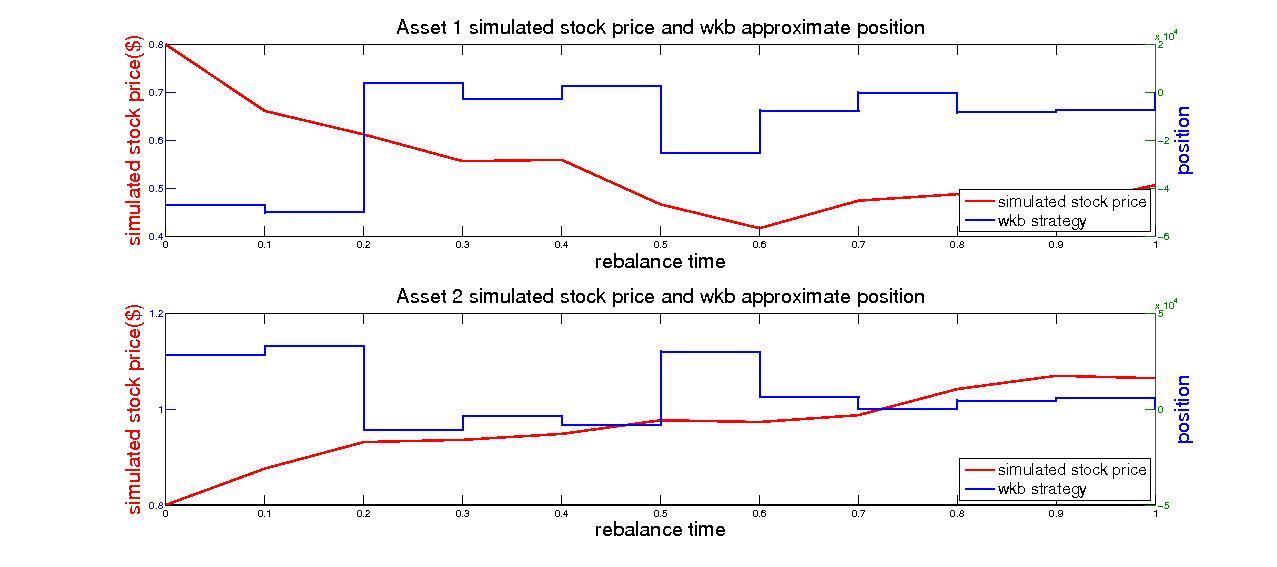 Asset 1 simulated stock price and wkb approximate position
x 10^4
simulated stock price($)
0.8
0.7
0.6
0.5
0.4
2
0
−2
−4
−6
position
simulated stock price
wkb strategy
0 0.1 0.2 0.3 0.4 0.5 0.6 0.7 0.8 0.9 1
rebalance time
Asset 2 simulated stock price and wkb approximate position
x 10^4
simulated stock price($)
1.2
1
0.8
5
0
−5
position
simulated stock price
wkb strategy
0 0.1 0.2 0.3 0.4 0.5 0.6 0.7 0.8 0.9 1
rebalance time